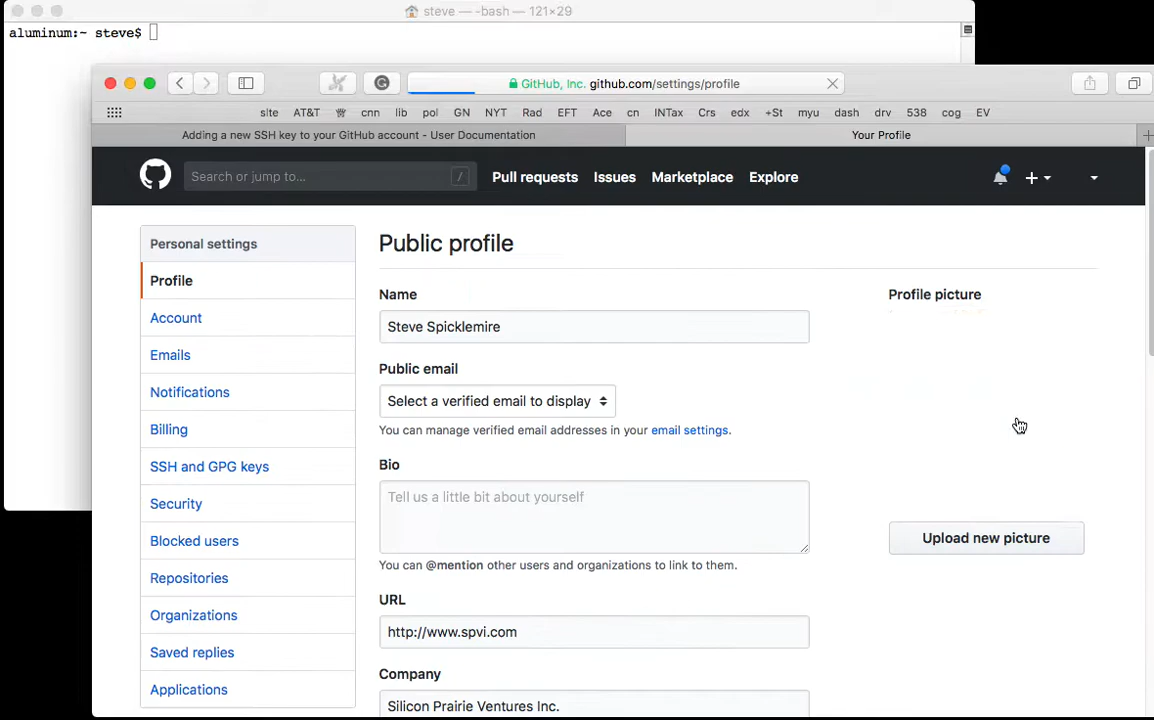 steve — -bash — 121×29
aluminum:~ steve$
GitHub, Inc. github.com/settings/profile
site AT&T cnn lib pol GN NYT Rad EFT Ace cn INTax Crs edx +St myu dash drv 538 cog EV
Adding a new SSH key to your GitHub account - User Documentation
Your Profile
Search or jump to... /
Pull requests Issues Marketplace Explore
Personal settings
Profile
Account
Emails
Notifications
Billing
SSH and GPG keys
Security
Blocked users
Repositories
Organizations
Saved replies
Applications
Public profile
Name
Steve Spicklemire
Public email
Select a verified email to display
You can manage verified email addresses in your email settings.
Bio
Tell us a little bit about yourself
You can @mention other users and organizations to link to them.
URL
http://www.spvi.com
Company
Silicon Prairie Ventures Inc.
Profile picture
Upload new picture